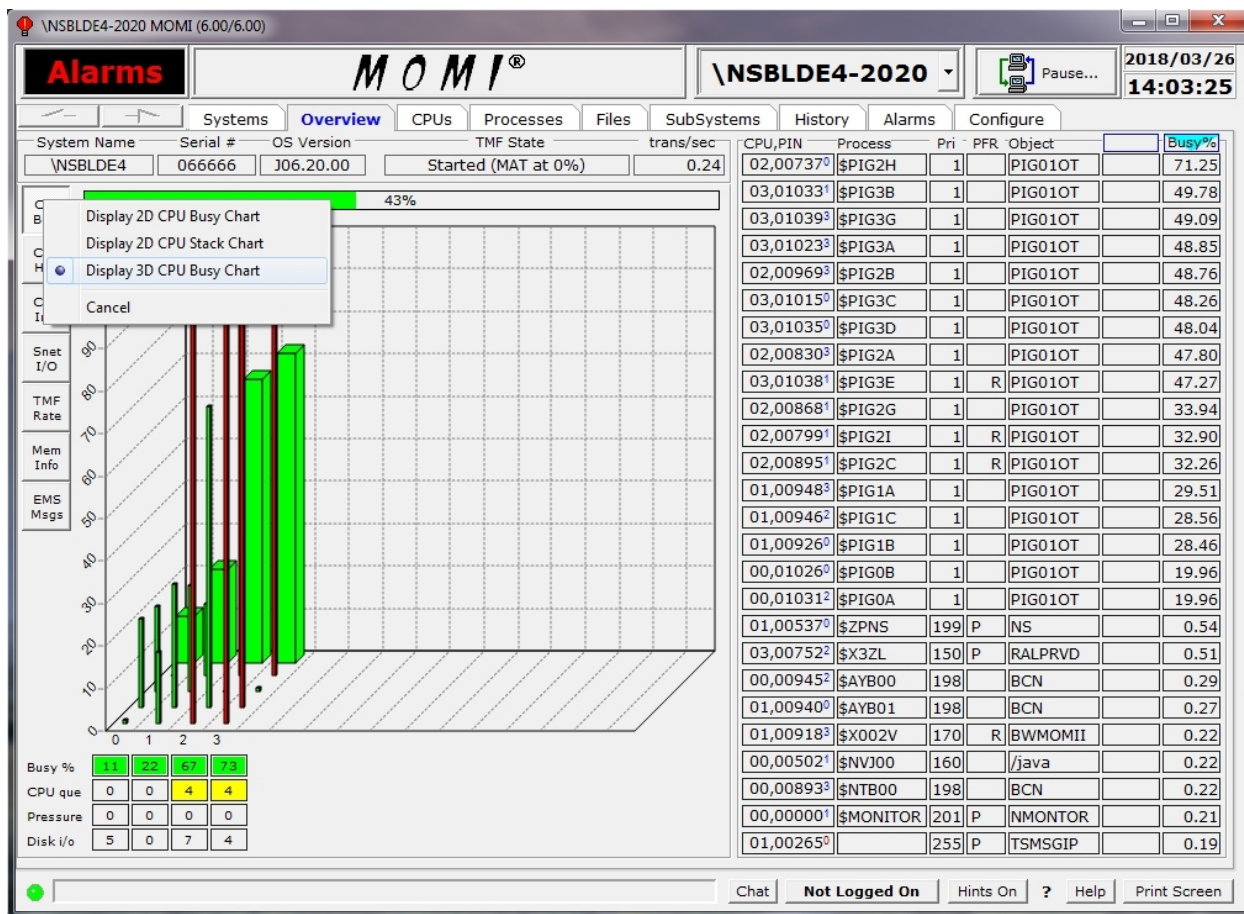 \NSBLDE4-2020 MOMI (6.00/6.00)
Alarms
MOMI®
\NSBLDE4-2020
Pause...
2018/03/26
14:03:25
Systems Overview CPUs Processes Files SubSystems History Alarms Configure
System Name Serial # OS Version TMF State trans/sec
\NSBLDE4 066666 J06.20.00 Started (MAT at 0%) 0.24
43%
Display 2D CPU Busy Chart
Display 2D CPU Stack Chart
Display 3D CPU Busy Chart
Cancel
Snet I/O
TMF Rate
Mem Info
EMS Msgs
90
80
70
60
50
40
30
20
10
0
0 1 2 3
Busy % 11 22 67 73
CPU que 0 0 4 4
Pressure 0 0 0 0
Disk i/o 5 0 7 4
CPU,PIN Process Pri PFR Object Busy%
02,00737⁰ $PIG2H 1 PIG01OT 71.25
03,01033¹ $PIG3B 1 PIG01OT 49.78
03,01039³ $PIG3G 1 PIG01OT 49.09
03,01023³ $PIG3A 1 PIG01OT 48.85
02,00969³ $PIG2B 1 PIG01OT 48.76
03,01015⁰ $PIG3C 1 PIG01OT 48.26
03,01035⁰ $PIG3D 1 PIG01OT 48.04
02,00830³ $PIG2A 1 PIG01OT 47.80
03,01038¹ $PIG3E 1 R PIG01OT 47.27
02,00868¹ $PIG2G 1 PIG01OT 33.94
02,00799¹ $PIG2I 1 R PIG01OT 32.90
02,00895¹ $PIG2C 1 R PIG01OT 32.26
01,00948³ $PIG1A 1 PIG01OT 29.51
01,00946² $PIG1C 1 PIG01OT 28.56
01,00926⁰ $PIG1B 1 PIG01OT 28.46
00,01026⁰ $PIG0B 1 PIG01OT 19.96
00,01031² $PIG0A 1 PIG01OT 19.96
01,00537⁰ $ZPNS 199 P NS 0.54
03,00752² $X3ZL 150 P RALPRVD 0.51
00,00945² $AYB00 198 BCN 0.29
01,00940⁰ $AYB01 198 BCN 0.27
01,00918³ $X002V 170 R BWMOMII 0.22
00,00502¹ $NVJ00 160 /java 0.22
00,00893³ $NTB00 198 BCN 0.22
00,00000¹ $MONITOR 201 P NMONTOR 0.21
01,00265⁰ 255 P TSMSGIP 0.19
Chat Not Logged On Hints On ? Help Print Screen